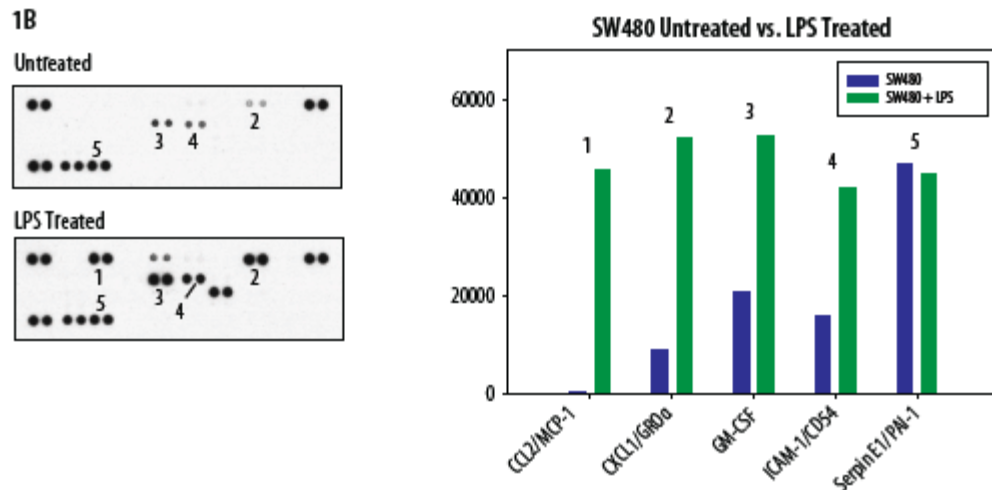 1B
Untreated
2
3 4
5
LPS Treated
1
2
3
4
5
SW480 Untreated vs. LPS Treated
SW480
SW480 + LPS
60000
40000
20000
0
1
2
3
4
5
CCL2/MCP-1
CXCL1/GROα
GM-CSF
ICAM-1/CD54
Serpin E1/PAI-1